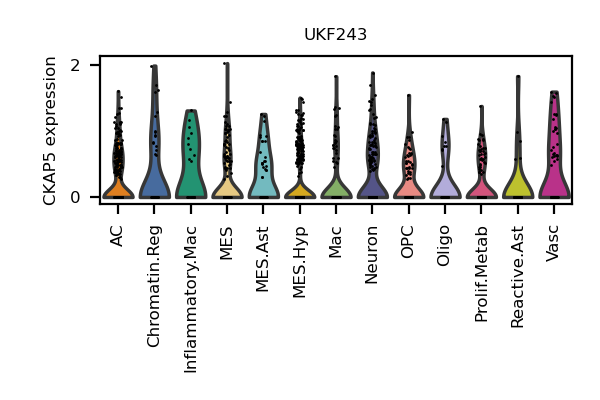 UKF243
CKAP5 expression
2
0
AC
Chromatin.Reg
Inflammatory.Mac
MES
MES.Ast
MES.Hyp
Mac
Neuron
OPC
Oligo
Prolif.Metab
Reactive.Ast
Vasc